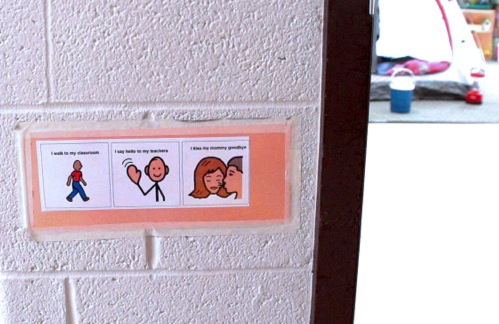 I walk to my classroom
I say hello to my teachers
I kiss my mommy goodbye